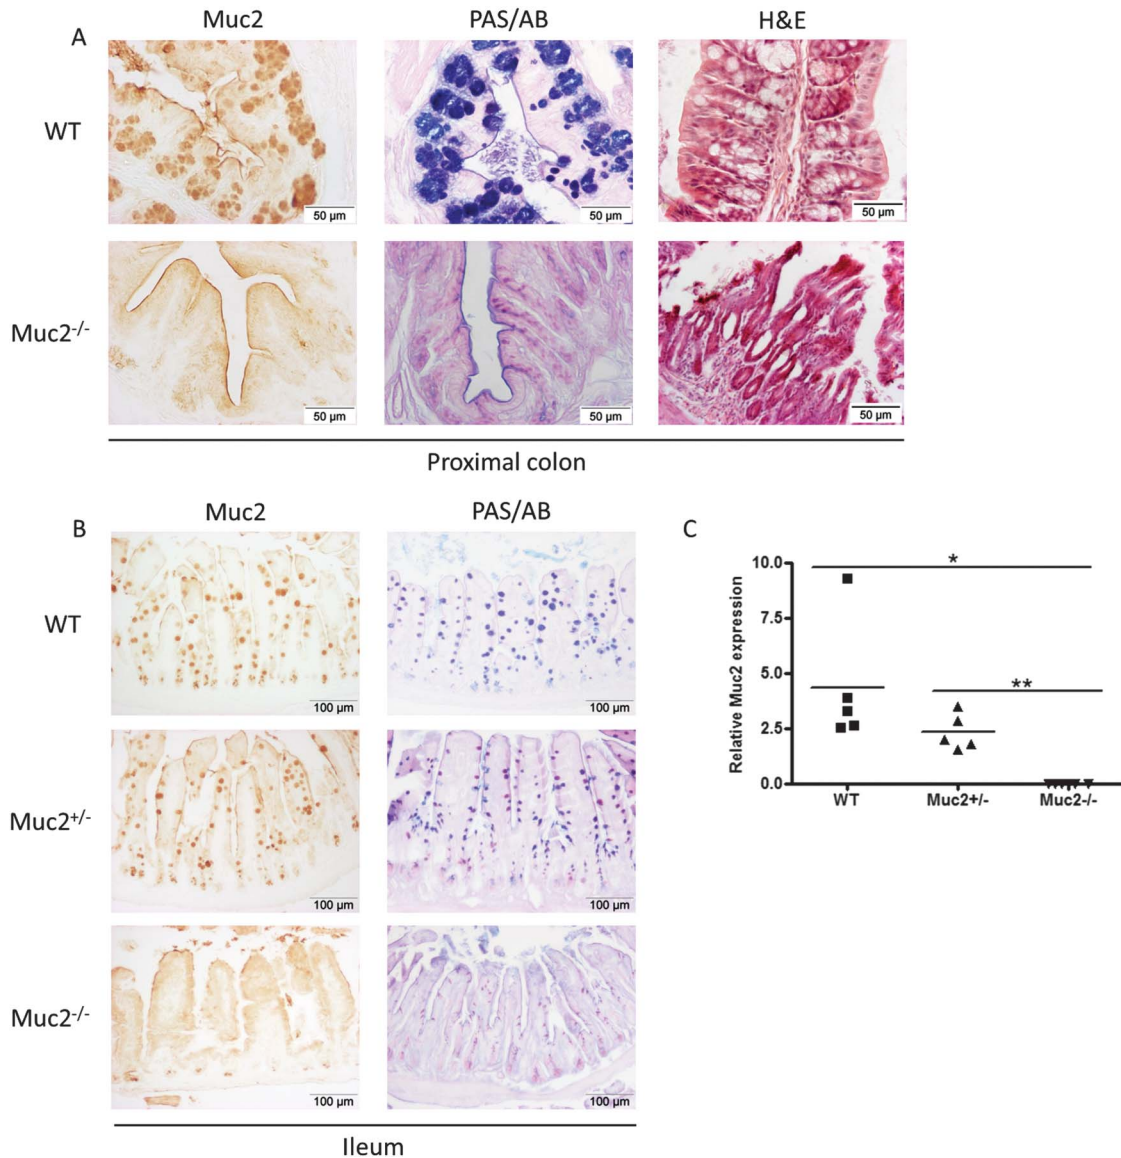 A
Muc2 PAS/AB H&E
WT
50 µm 50 µm 50 µm
Muc2-/-
50 µm 50 µm 50 µm
Proximal colon
B
Muc2 PAS/AB
WT
100 µm 100 µm
Muc2+/-
100 µm 100 µm
Muc2-/-
100 µm 100 µm
Ileum
C
Relative Muc2 expression
10.0
7.5
5.0
2.5
0.0
*
**
WT Muc2+/- Muc2-/-